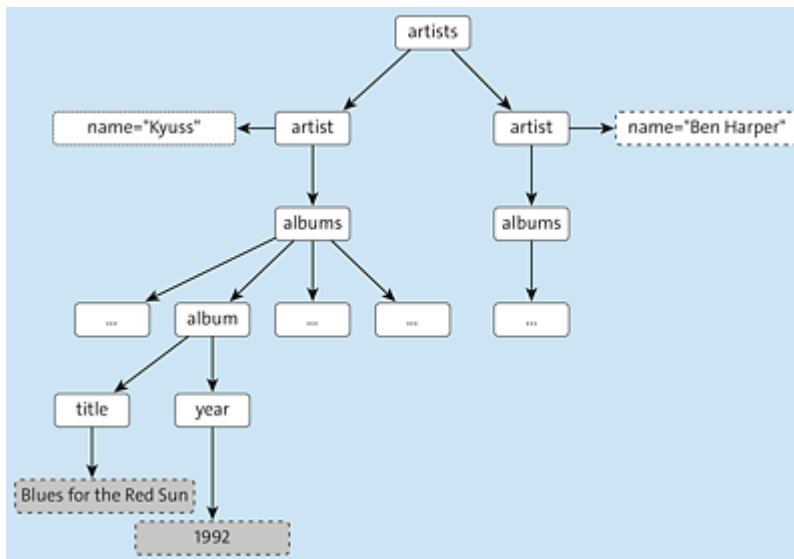 artists
name="Kyuss"
artist
artist
name="Ben Harper"
albums
albums
...
album
...
...
...
title
year
Blues for the Red Sun
1992